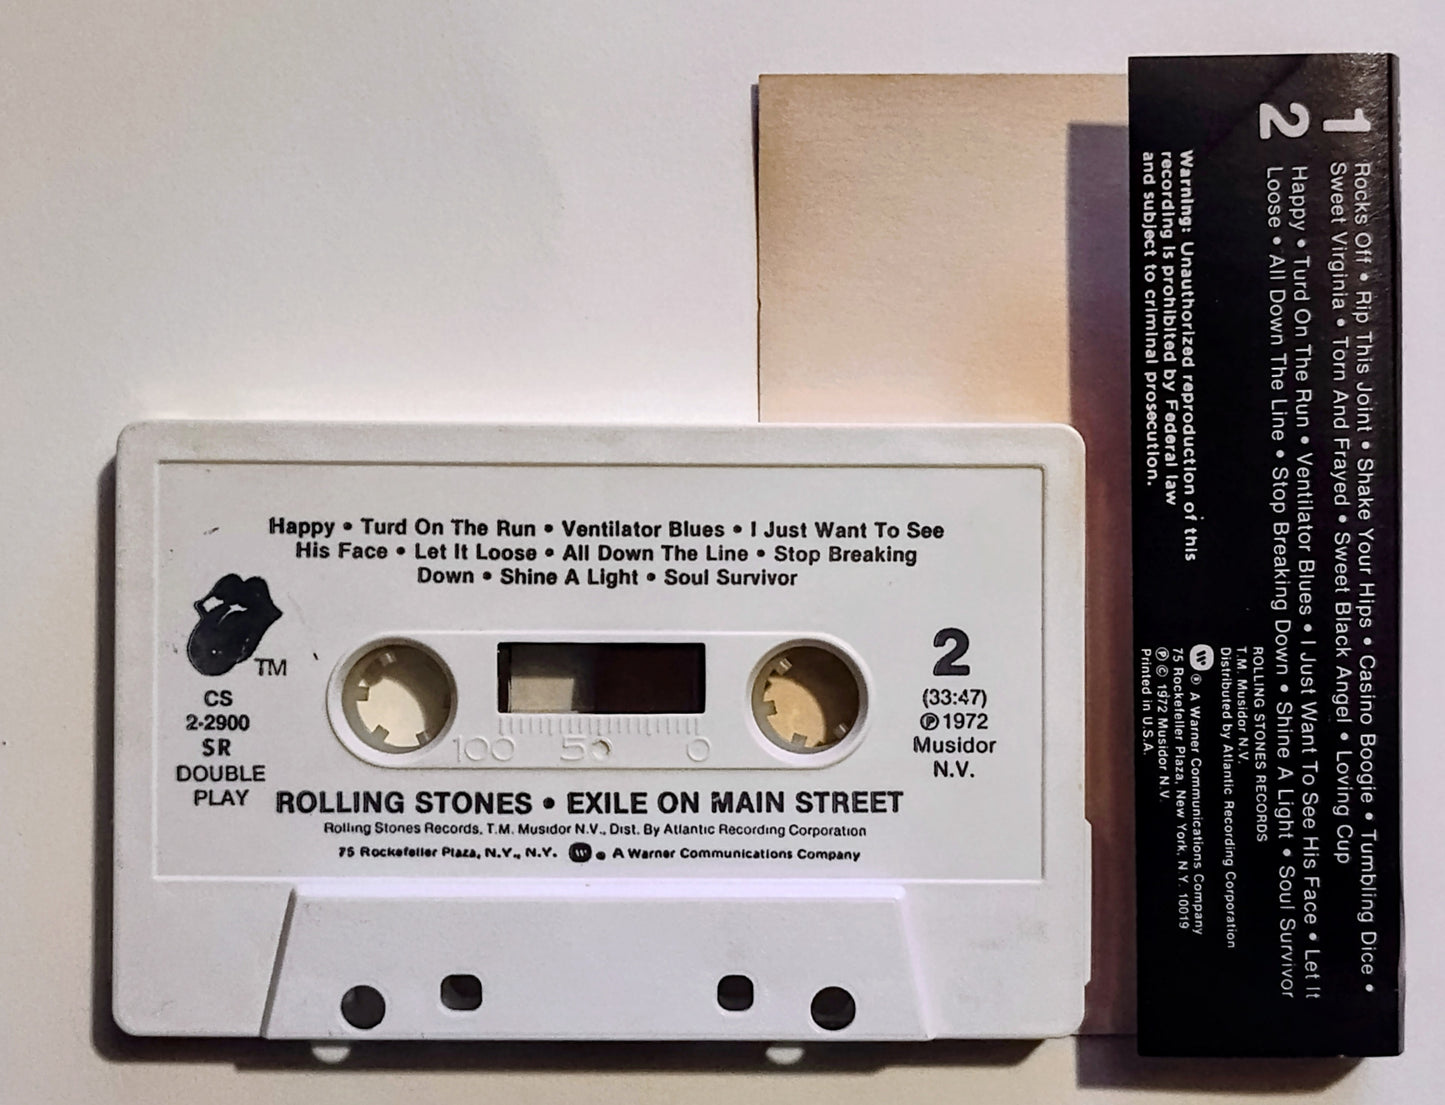 Happy • Turd On The Run • Ventilator Blues • I Just Want To See
His Face • Let It Loose • All Down The Line • Stop Breaking
Down • Shine A Light • Soul Survivor
TM
CS
2-2900
SR
DOUBLE
PLAY
2
(33:47)
℗ 1972
Musidor
N.V.
100 50 0
ROLLING STONES • EXILE ON MAIN STREET
Rolling Stones Records, T.M. Musidor N.V., Dist. By Atlantic Recording Corporation
75 Rockefeller Plaza, N.Y., N.Y. W • A Warner Communications Company
1 Rocks Off • Rip This Joint • Shake Your Hips • Casino Boogie • Tumbling Dice •
Sweet Virginia • Torn And Frayed • Sweet Black Angel • Loving Cup
2 Happy • Turd On The Run • Ventilator Blues • I Just Want To See His Face • Let It
Loose • All Down The Line • Stop Breaking Down • Shine A Light • Soul Survivor
Warning: Unauthorized reproduction of this
recording is prohibited by Federal law
and subject to criminal prosecution.
ROLLING STONES RECORDS
T.M. Musidor N.V.
Distributed by Atlantic Recording Corporation
W ® A Warner Communications Company
75 Rockefeller Plaza, New York, N.Y. 10019
℗ © 1972 Musidor N.V.
Printed in U.S.A.